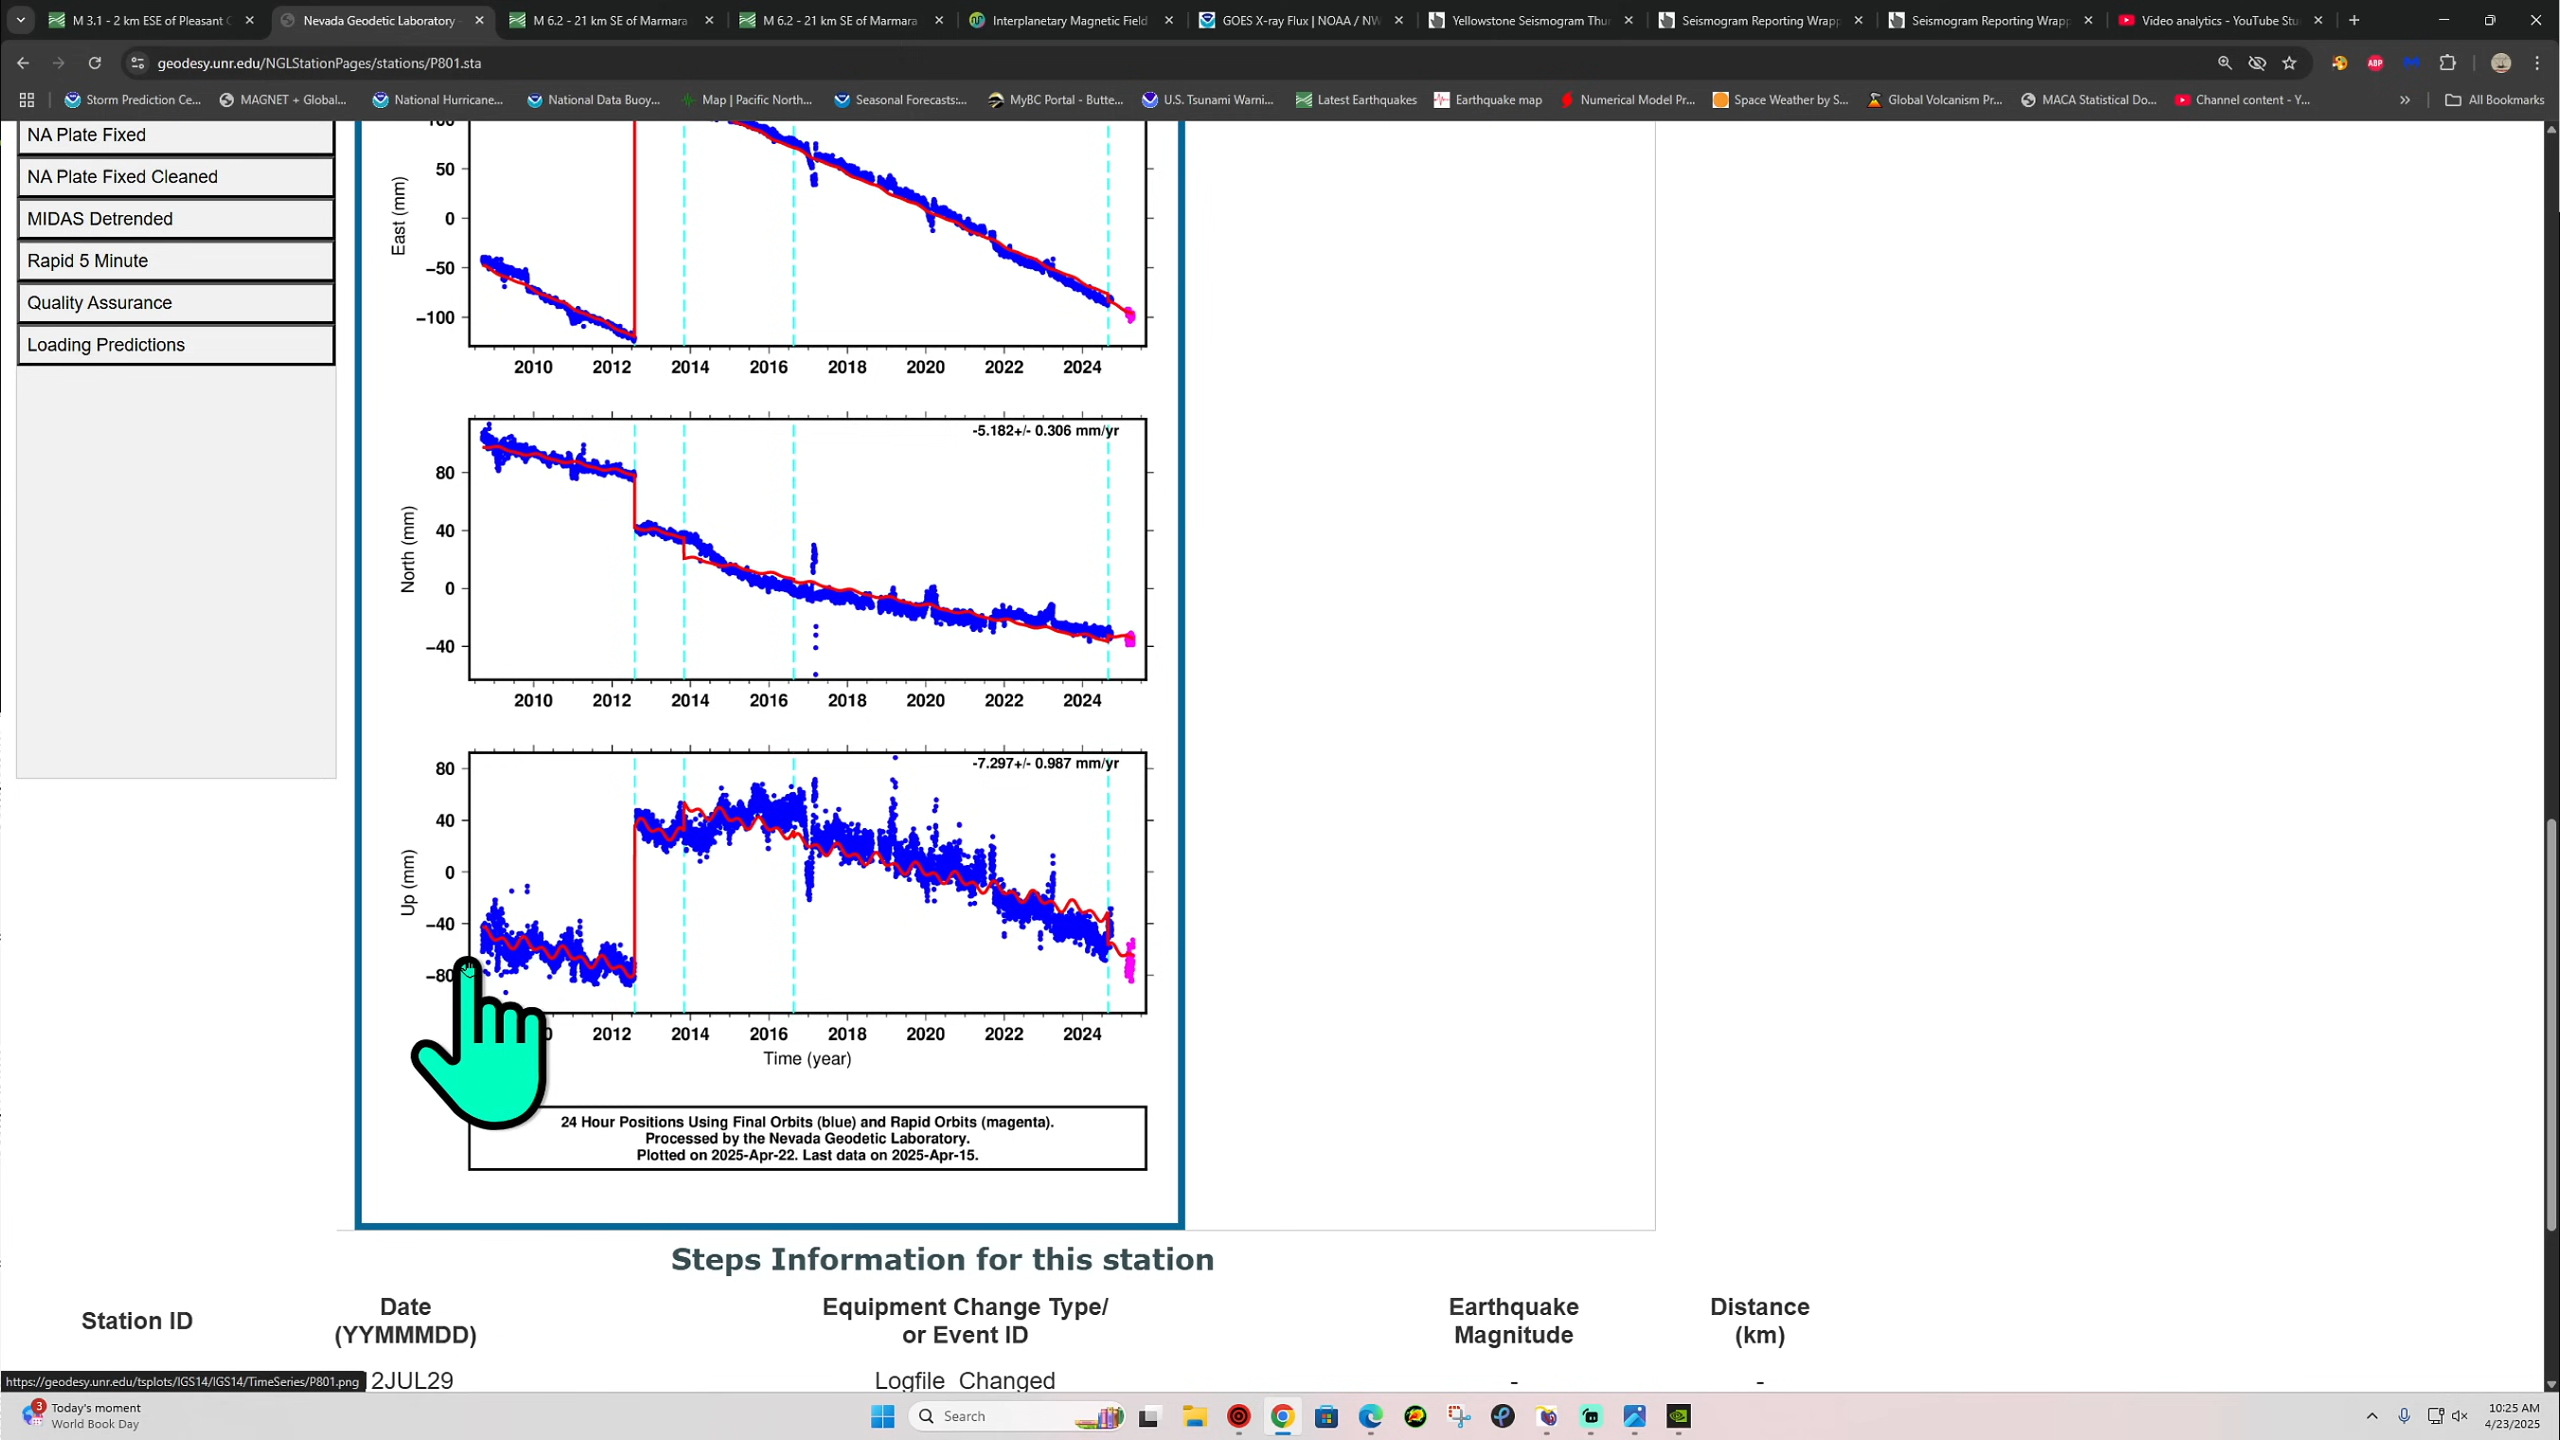 M 3.1 - 2 km ESE of Pleasant
Nevada Geodetic Laboratory
M 6.2 - 21 km SE of Marmara
M 6.2 - 21 km SE of Marmara
Interplanetary Magnetic Field
GOES X-ray Flux | NOAA / NW
Yellowstone Seismogram Thu
Seismogram Reporting Wrapp
Seismogram Reporting Wrapp
Video analytics - YouTube Stu
geodesy.unr.edu/NGLStationPages/stations/P801.sta
Storm Prediction Ce...
MAGNET + Global...
National Hurricane...
National Data Buoy...
Map | Pacific North...
Seasonal Forecasts:...
MyBC Portal - Butte...
U.S. Tsunami Warni...
Latest Earthquakes
Earthquake map
Numerical Model Pr...
Space Weather by S...
Global Volcanism Pr...
MACA Statistical Do...
Channel content - Y...
All Bookmarks
ABP
NA Plate Fixed
NA Plate Fixed Cleaned
MIDAS Detrended
Rapid 5 Minute
Quality Assurance
Loading Predictions
East (mm)
100
50
0
−50
−100
2010 2012 2014 2016 2018 2020 2022 2024
-5.182+/- 0.306 mm/yr
North (mm)
80
40
0
−40
2010 2012 2014 2016 2018 2020 2022 2024
-7.297+/- 0.987 mm/yr
Up (mm)
80
40
0
−40
−80
2012 2014 2016 2018 2020 2022 2024
Time (year)
24 Hour Positions Using Final Orbits (blue) and Rapid Orbits (magenta).
Processed by the Nevada Geodetic Laboratory.
Plotted on 2025-Apr-22. Last data on 2025-Apr-15.
Steps Information for this station
Station ID
Date
(YYMMMDD)
Equipment Change Type/
or Event ID
Earthquake
Magnitude
Distance
(km)
2JUL29
Logfile_Changed
-
-
https://geodesy.unr.edu/tsplots/IGS14/IGS14/TimeSeries/P801.png
3
Today's moment
World Book Day
Search
10:25 AM
4/23/2025